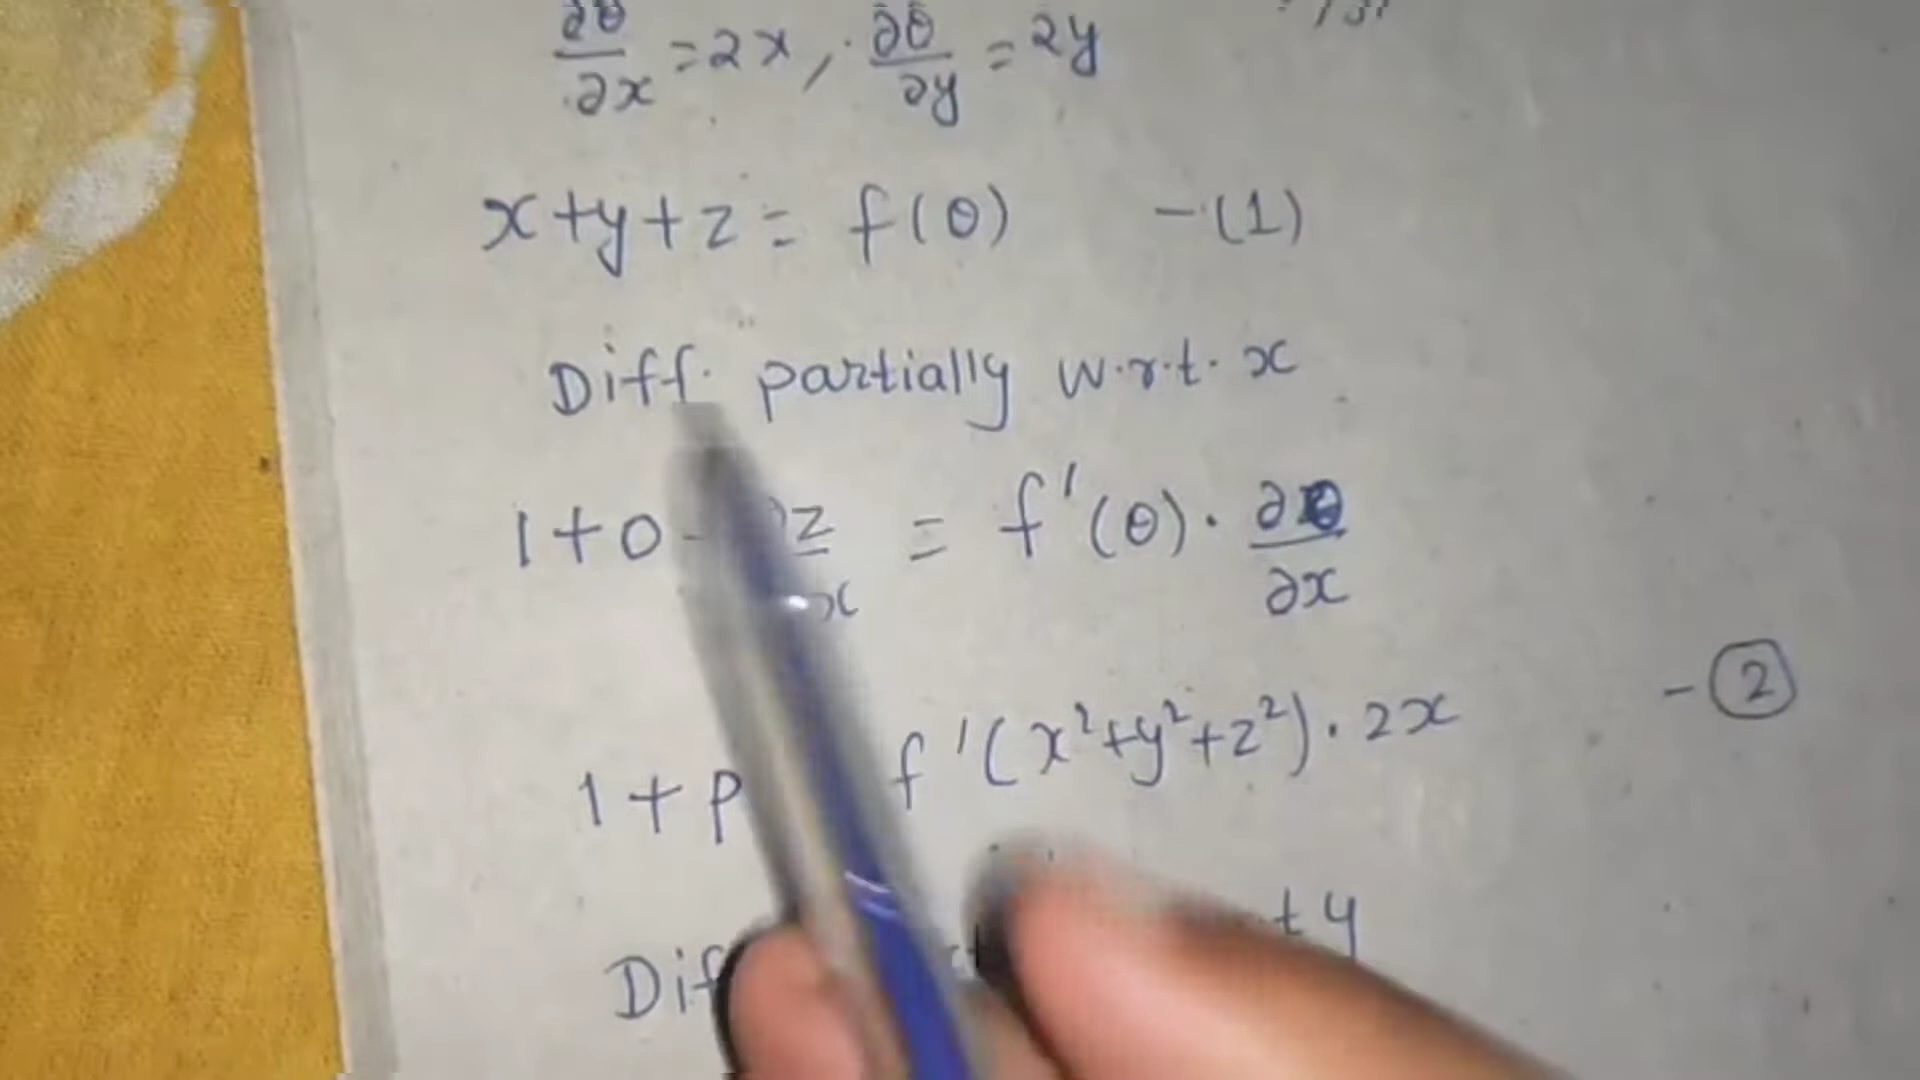 ∂θ/∂x = 2x, ∂θ/∂y = 2y
x+y+z = f(θ) -(1)
Diff. partially w.r.t. x
1+0 z/x = f'(θ). ∂θ/∂x
1+p f'(x²+y²+z²).2x -②
Dif t y